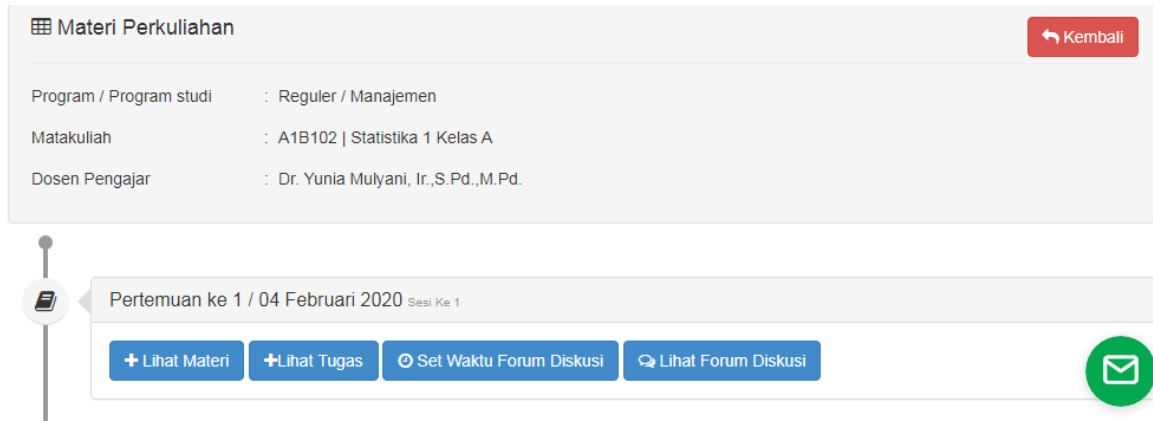 Materi Perkuliahan
Kembali
Program / Program studi : Reguler / Manajemen
Matakuliah : A1B102 | Statistika 1 Kelas A
Dosen Pengajar : Dr. Yunia Mulyani, Ir.,S.Pd.,M.Pd.
Pertemuan ke 1 / 04 Februari 2020 Sesi Ke 1
+ Lihat Materi +Lihat Tugas Set Waktu Forum Diskusi Lihat Forum Diskusi